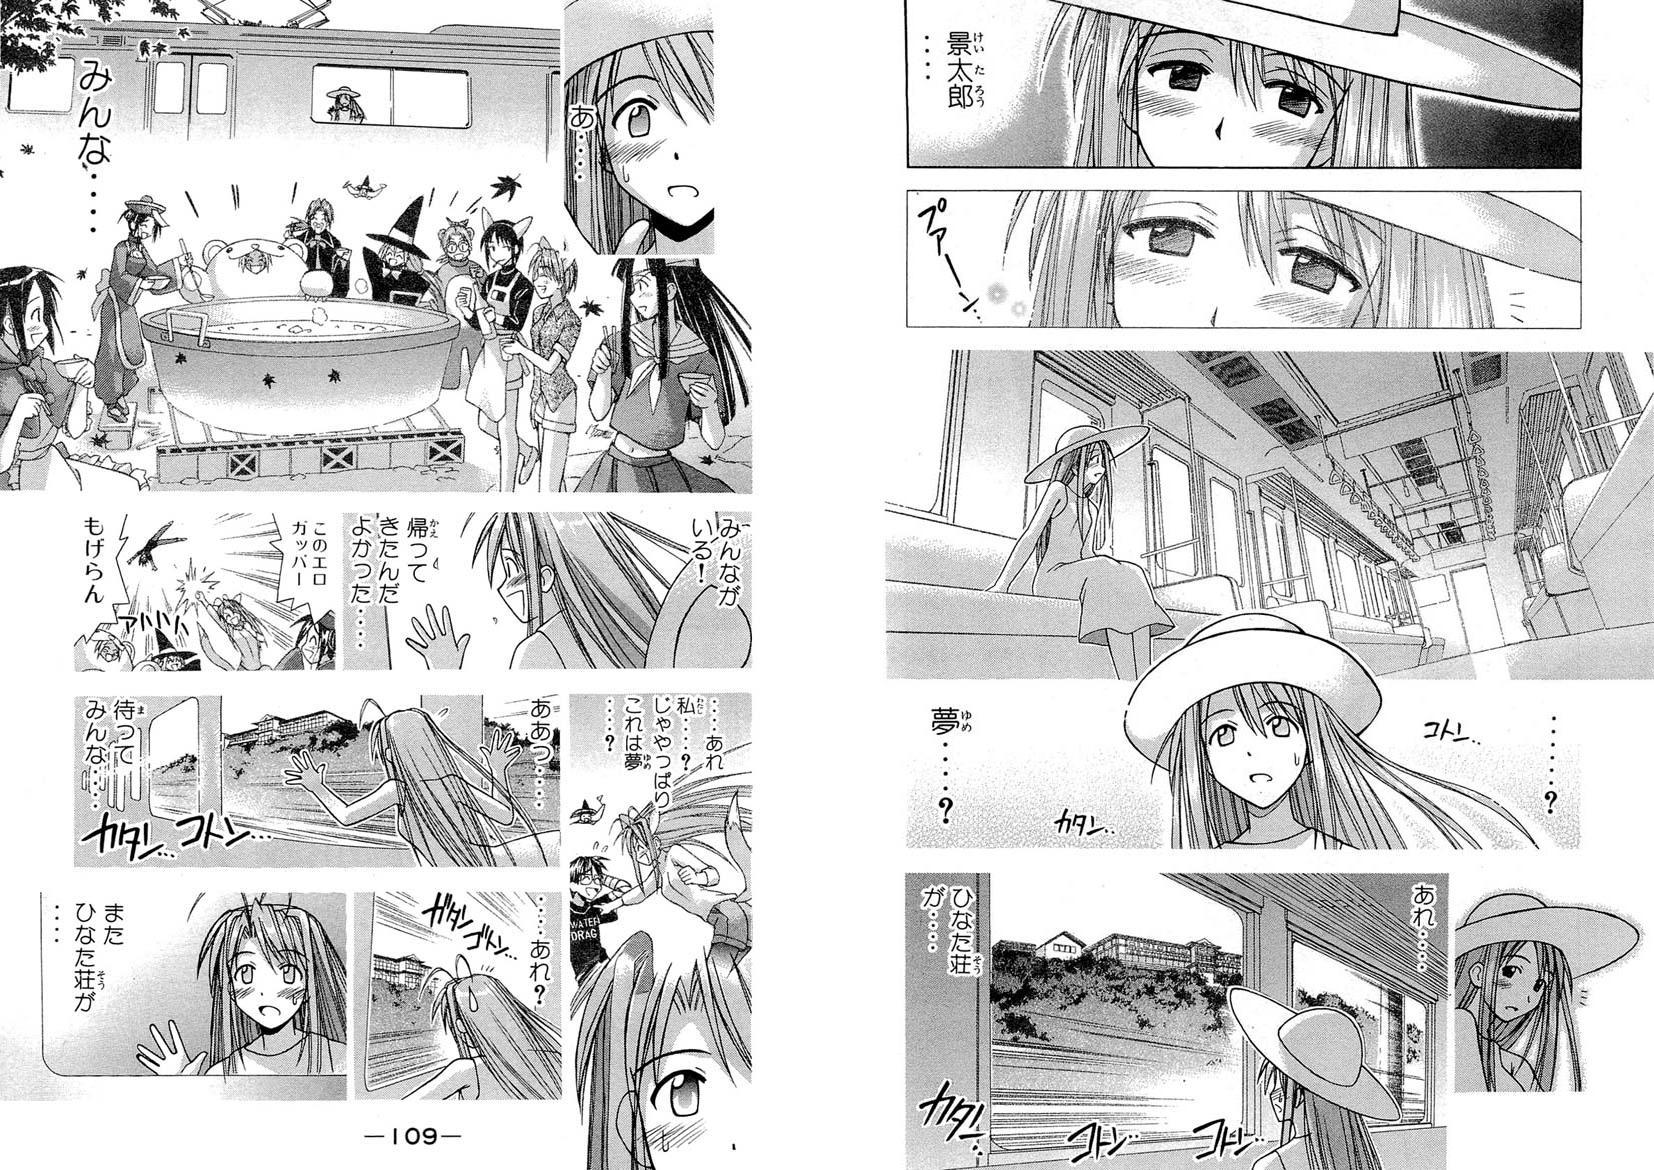 景太郎
‥‥
プァーン
‥‥?
コトン‥
カタン‥
夢‥‥?
あれ‥‥
ひなた荘
が‥‥
カタン‥
コトン‥
コトン‥
あ‥‥
みんな‥‥
みんなが
いる!
帰って
きたんだ
よかった‥‥
このエロ
ガッパー
もげらん
アハハハ
‥‥あれ
私‥‥?
じゃやっぱり
これは夢
‥‥?
WATER
DRAG
ああっ‥‥
待って
みんな‥‥
カタン‥コトン‥
‥‥あれ?
ガタンゴトン‥
また
ひなた荘が
‥‥
—109—